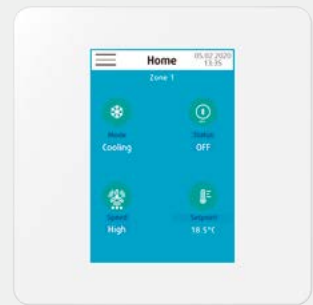 Home
05.02.2020
13:35
Zone 1
Mode
Cooling
Status
OFF
Speed
High
Setpoint
18.5°C